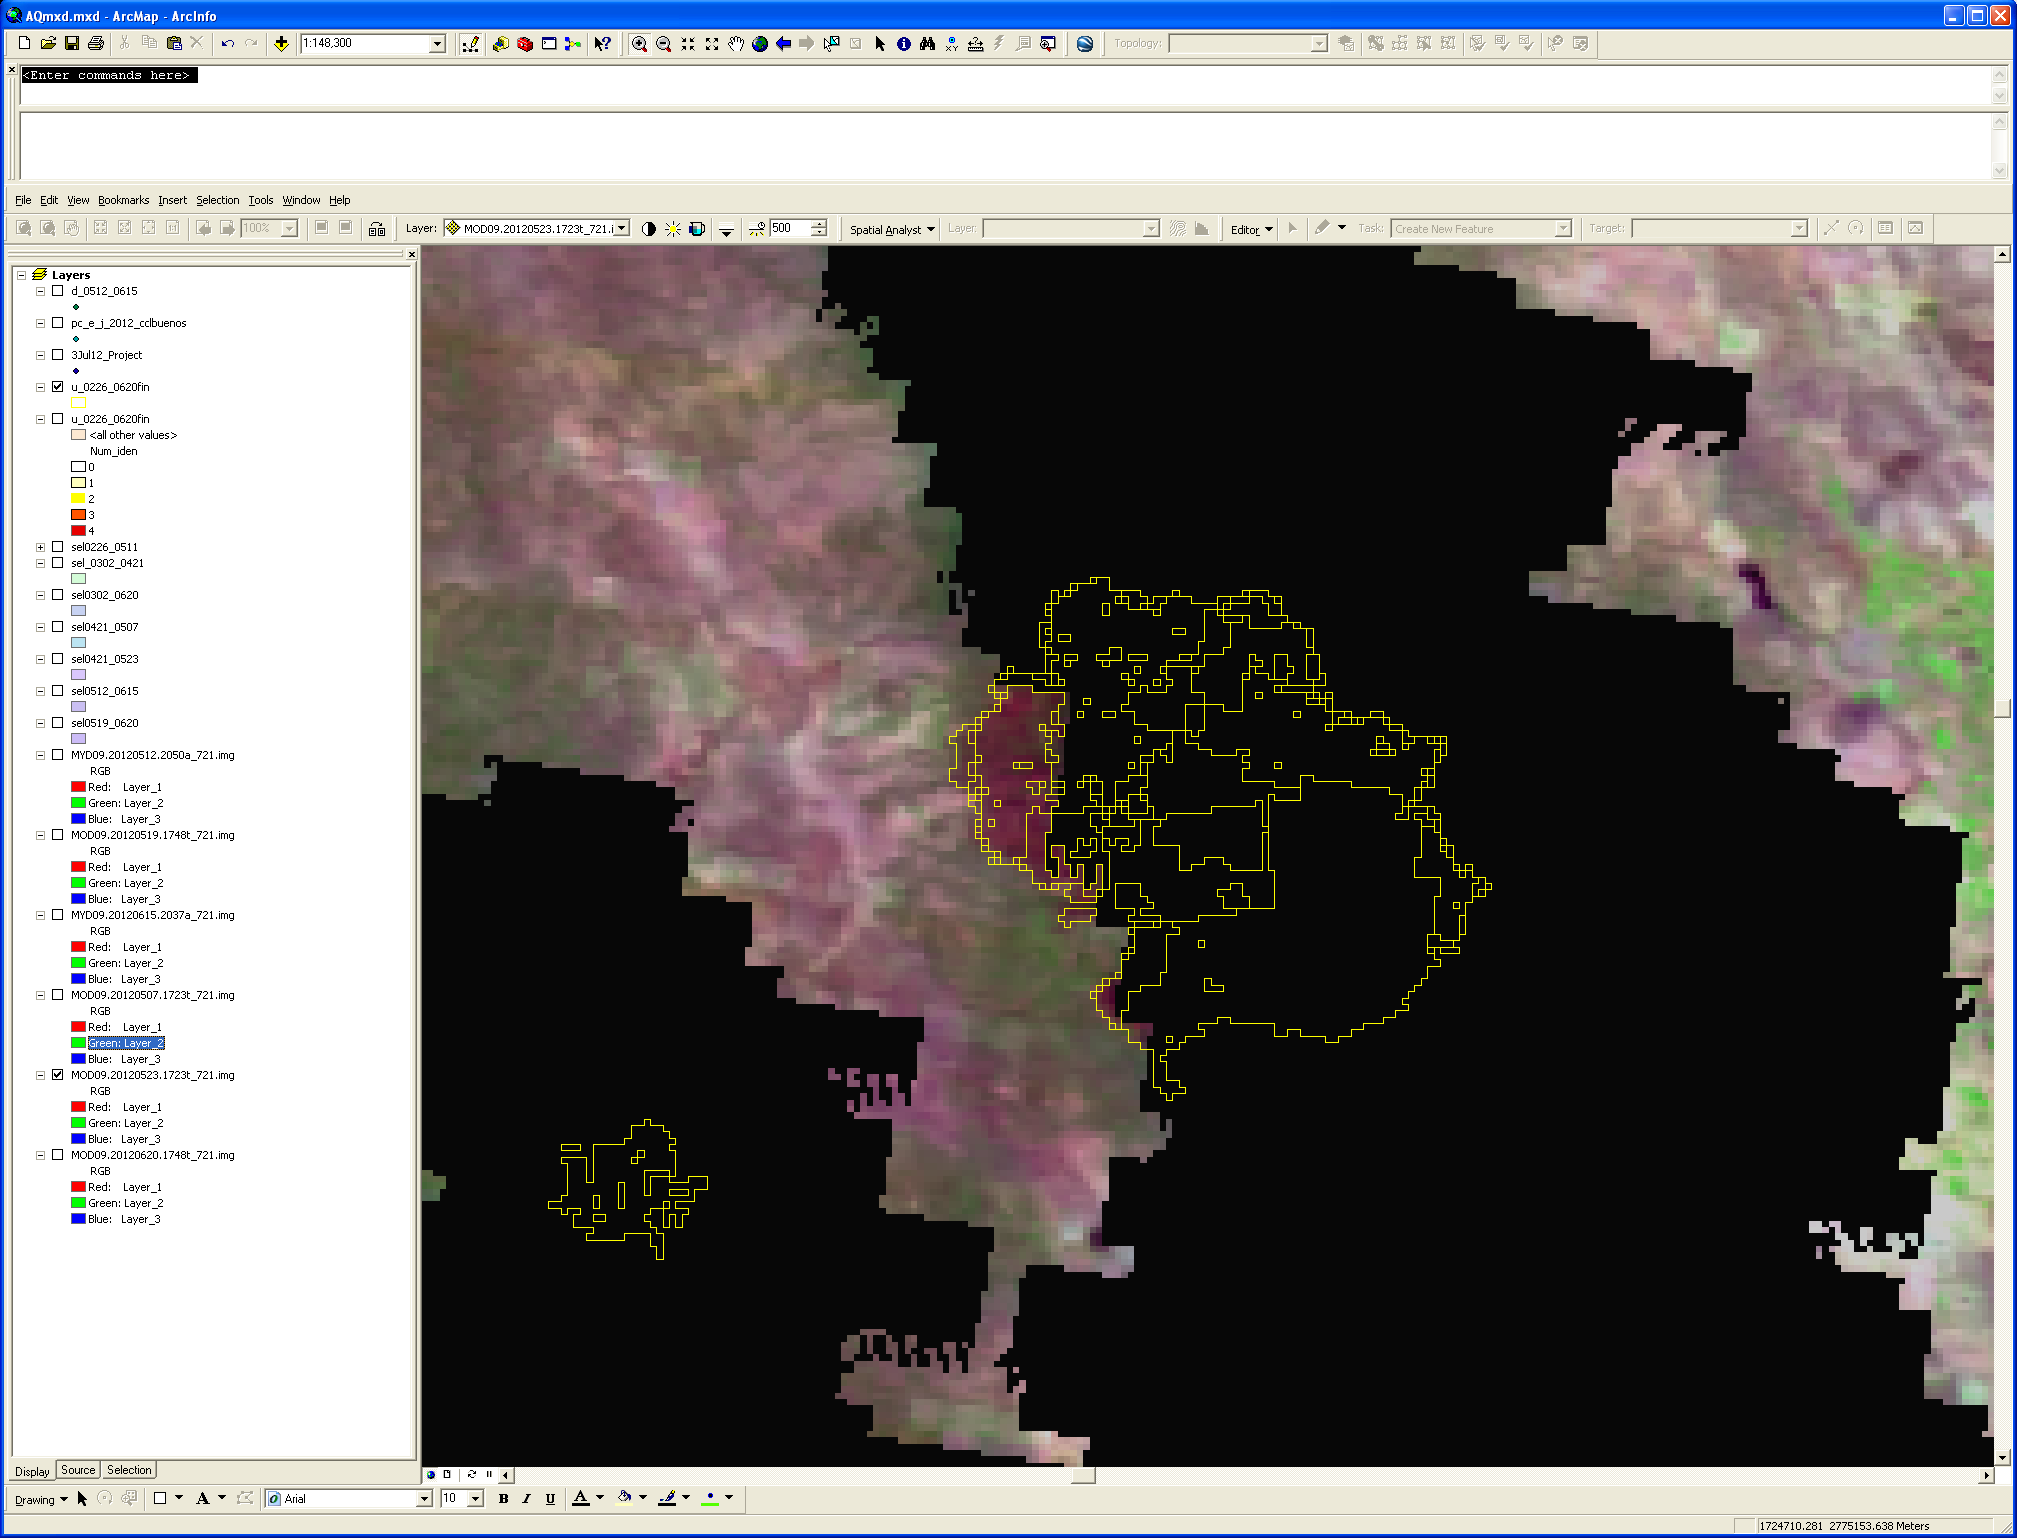 AQmxd.mxd - ArcMap - ArcInfo
1:148,300
Topology:
<Enter commands here>
File Edit View Bookmarks Insert Selection Tools Window Help
100% Layer: MOD09.20120523.1723t_721.i 500 Spatial Analyst Layer: Editor Task: Create New Feature Target:
Layers
d_0512_0615
pc_e_j_2012_cclbuenos
3Jul12_Project
u_0226_0620fin
u_0226_0620fin
<all other values>
Num_iden
0
1
2
3
4
sel0226_0511
sel_0302_0421
sel0302_0620
sel0421_0507
sel0421_0523
sel0512_0615
sel0519_0620
MYD09.20120512.2050a_721.img
RGB
Red: Layer_1
Green: Layer_2
Blue: Layer_3
MOD09.20120519.1748t_721.img
RGB
Red: Layer_1
Green: Layer_2
Blue: Layer_3
MYD09.20120615.2037a_721.img
RGB
Red: Layer_1
Green: Layer_2
Blue: Layer_3
MOD09.20120507.1723t_721.img
RGB
Red: Layer_1
Green: Layer_2
Blue: Layer_3
MOD09.20120523.1723t_721.img
RGB
Red: Layer_1
Green: Layer_2
Blue: Layer_3
MOD09.20120620.1748t_721.img
RGB
Red: Layer_1
Green: Layer_2
Blue: Layer_3
Display Source Selection
Drawing A Arial 10 B I U A
1724710.281 2775153.638 Meters